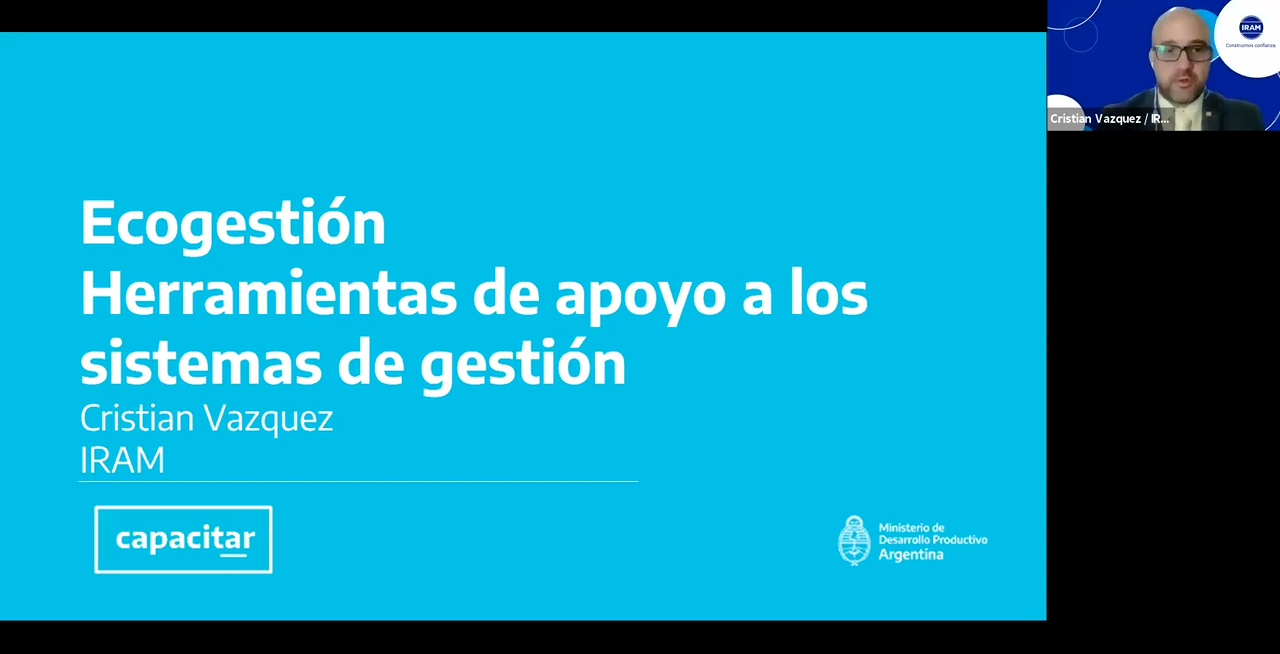 Ecogestión
Herramientas de apoyo a los
sistemas de gestión
Cristian Vazquez
IRAM
capacitar
Ministerio de
Desarrollo Productivo
Argentina
IRAM
Construimos confianza
Cristian Vazquez / IR...